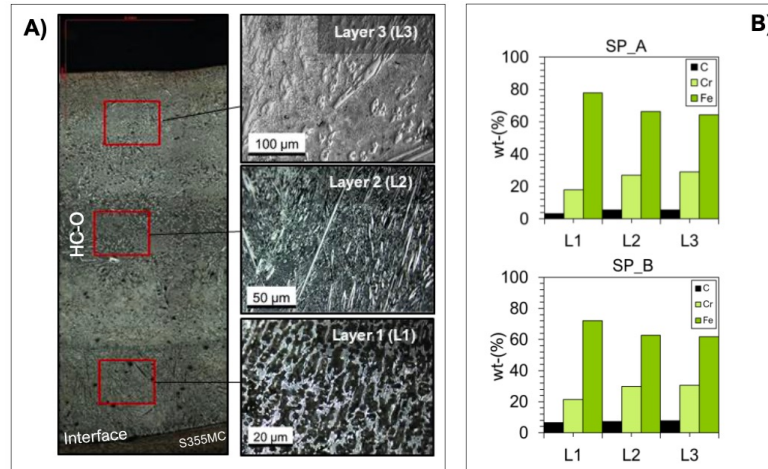 A)
HC-O
Interface
S355MC
Layer 3 (L3)
100 µm
Layer 2 (L2)
50 µm
Layer 1 (L1)
20 µm
B)
SP_A
wt-(%)
100
80
60
40
20
0
C
Cr
Fe
L1 L2 L3
SP_B
wt-(%)
100
80
60
40
20
0
C
Cr
Fe
L1 L2 L3